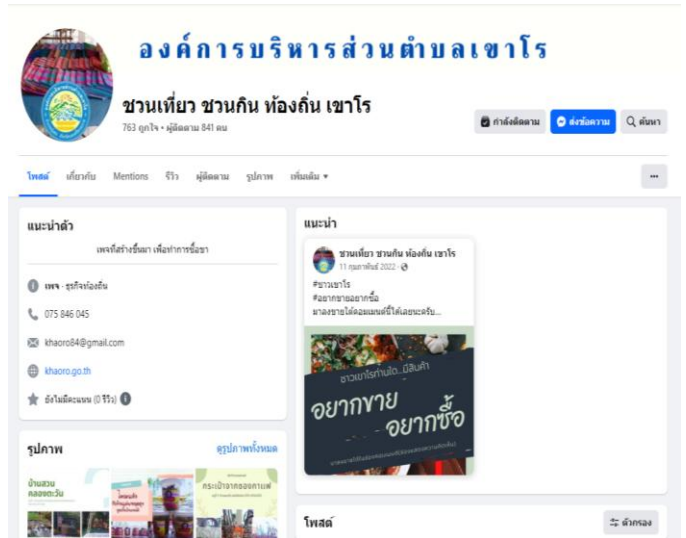 องค์การบริหารส่วนตำบลเขาโร
ชวนเที่ยว ชวนกิน ท้องถิ่น เขาโร
763 ถูกใจ • ผู้ติดตาม 841 คน
กำลังติดตาม
ส่งข้อความ
ค้นหา
โพสต์ เกี่ยวกับ Mentions รีวิว ผู้ติดตาม รูปภาพ เพิ่มเติม
แนะนำตัว
เพจที่สร้างขึ้นมา เพื่อทำการซื้อขา
เพจ · ธุรกิจท้องถิ่น
075 846 045
khaoro84@gmail.com
khaoro.go.th
ยังไม่มีคะแนน (0 รีวิว)
รูปภาพ
ดูรูปภาพทั้งหมด
บ้านสวน
คลองตะวัน
กระเป๋าจากซองกาแฟ
แนะนำ
ชวนเที่ยว ชวนกิน ท้องถิ่น เขาโร
11 กุมภาพันธ์ 2022 ·
#ชาวเขาโร
#อยากขายอยากซื้อ
มาลงขายใต้คอมเมนต์นี้ได้เลยนะครับ...
ชาวเขาโรท่านใด...มีสินค้า
อยากขาย
อยากซื้อ
โพสต์
ตัวกรอง